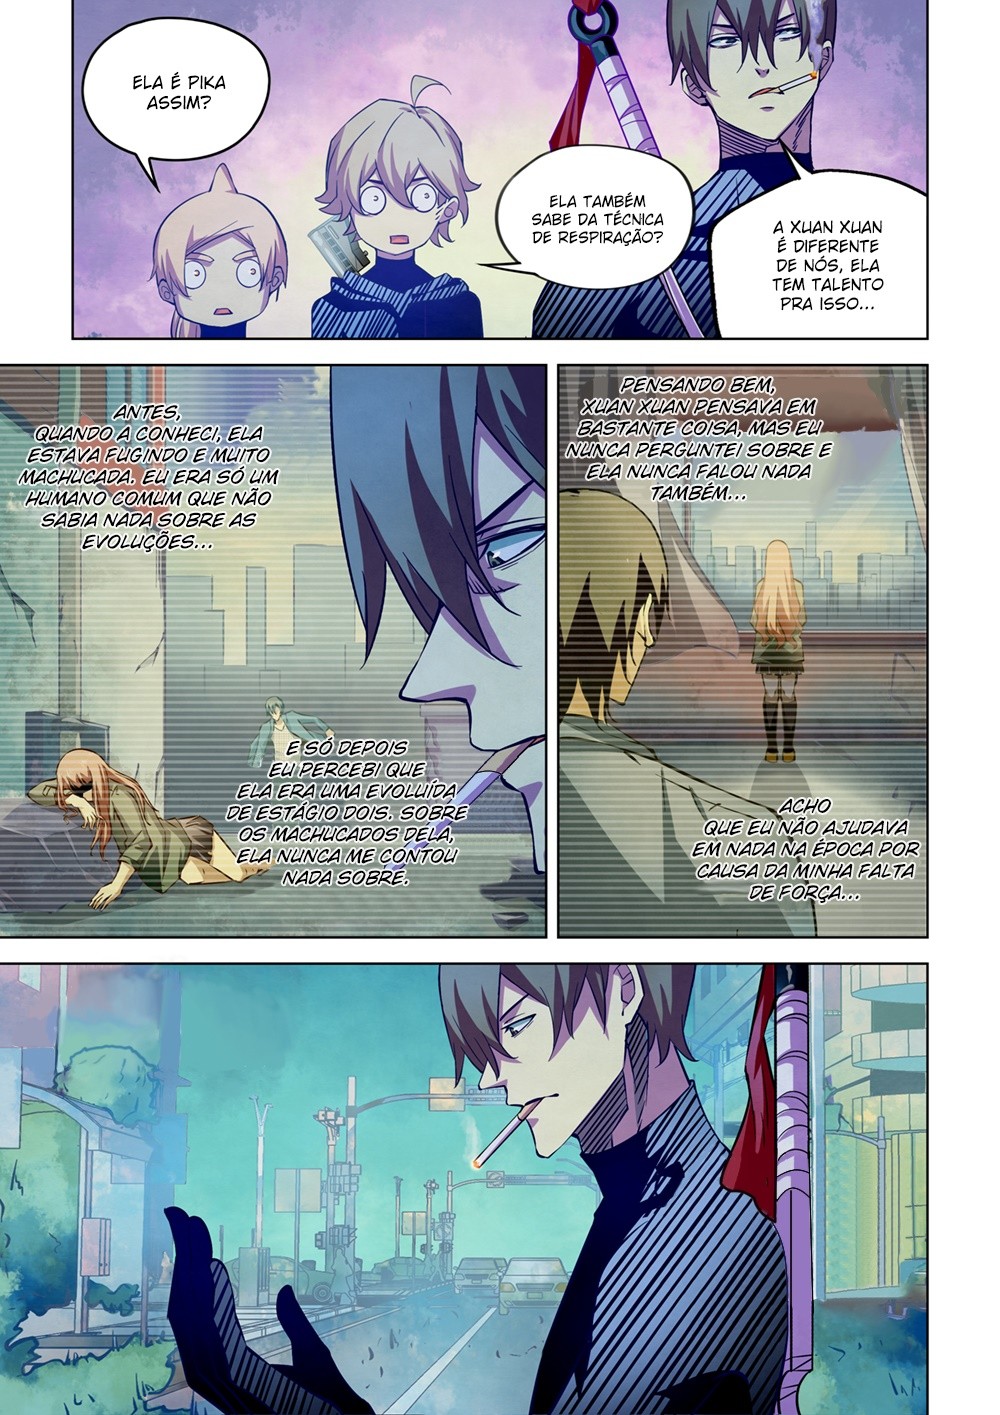 ELA É PIKA
ASSIM?
ELA TAMBÉM
SABE DA TÉCNICA
DE RESPIRAÇÃO?
A XUAN XUAN
É DIFERENTE
DE NÓS, ELA
TEM TALENTO
PRA ISSO...
ANTES,
QUANDO A CONHECI, ELA
ESTAVA FUGINDO E MUITO
MACHUCADA. EU ERA SÓ UM
HUMANO COMUM QUE NÃO
SABIA NADA SOBRE AS
EVOLUÇÕES...
E SÓ DEPOIS
EU PERCEBI QUE
ELA ERA UMA EVOLUÍDA
DE ESTÁGIO DOIS. SOBRE
OS MACHUCADOS DELA,
ELA NUNCA ME CONTOU
NADA SOBRE.
PENSANDO BEM,
XUAN XUAN PENSAVA EM
BASTANTE COISA, MAS EU
NUNCA PERGUNTEI SOBRE E
ELA NUNCA FALOU NADA
TAMBÉM...
ACHO
QUE EU NÃO AJUDAVA
EM NADA NA ÉPOCA POR
CAUSA DA MINHA FALTA
DE FORÇA...